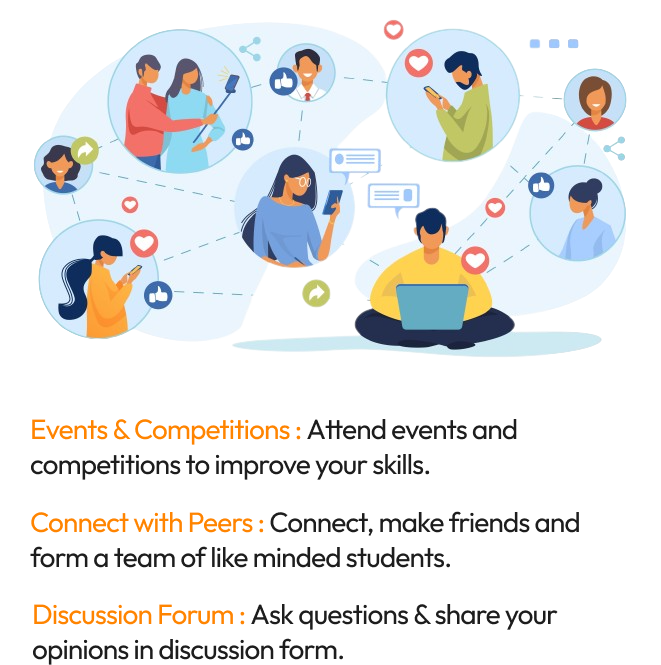 Events & Competitions : Attend events and
competitions to improve your skills.
Connect with Peers : Connect, make friends and
form a team of like minded students.
Discussion Forum : Ask questions & share your
opinions in discussion form.